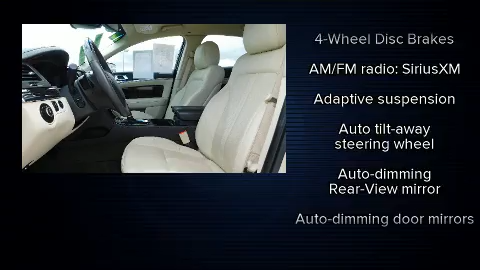 4-Wheel Disc Brakes
AM/FM radio: SiriusXM
Adaptive suspension
Auto tilt-away
steering wheel
Auto-dimming
Rear-View mirror
Auto-dimming door mirrors